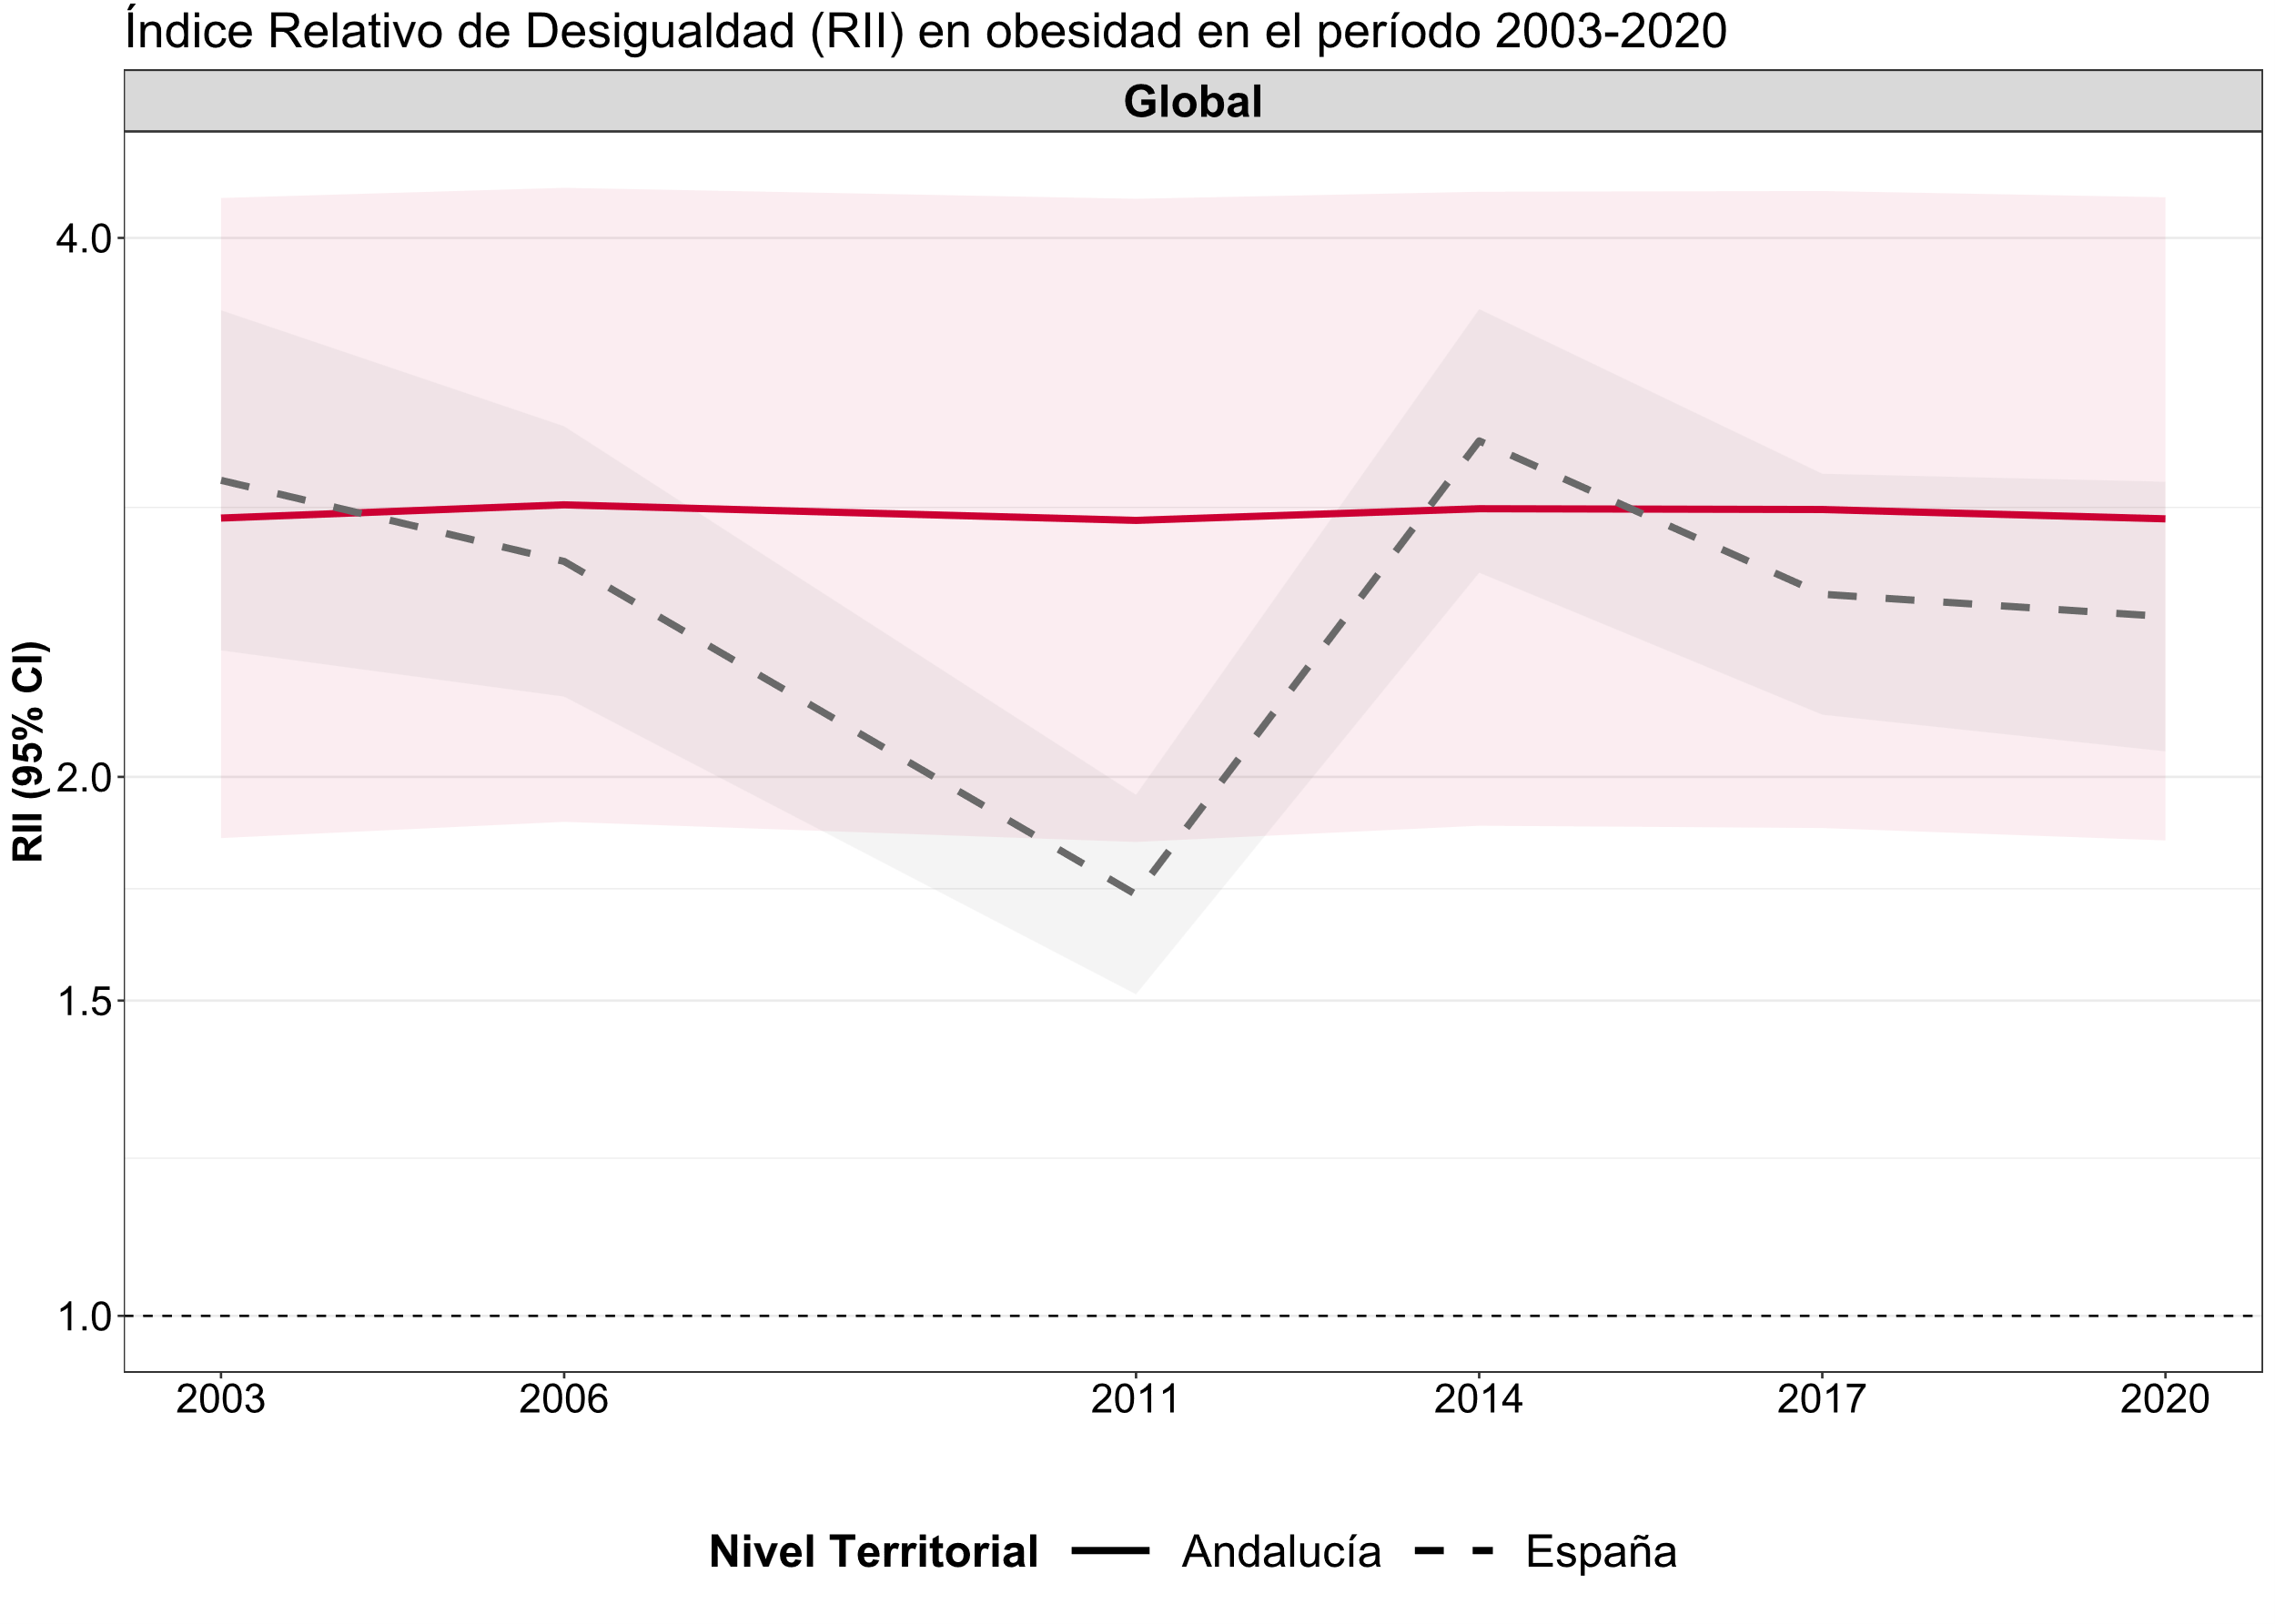 Índice Relativo de Desigualdad (RII) en obesidad en el período 2003-2020
Global
RII (95% CI)
4.0
2.0
1.5
1.0
2003 2006 2011 2014 2017 2020
Nivel Territorial Andalucía España